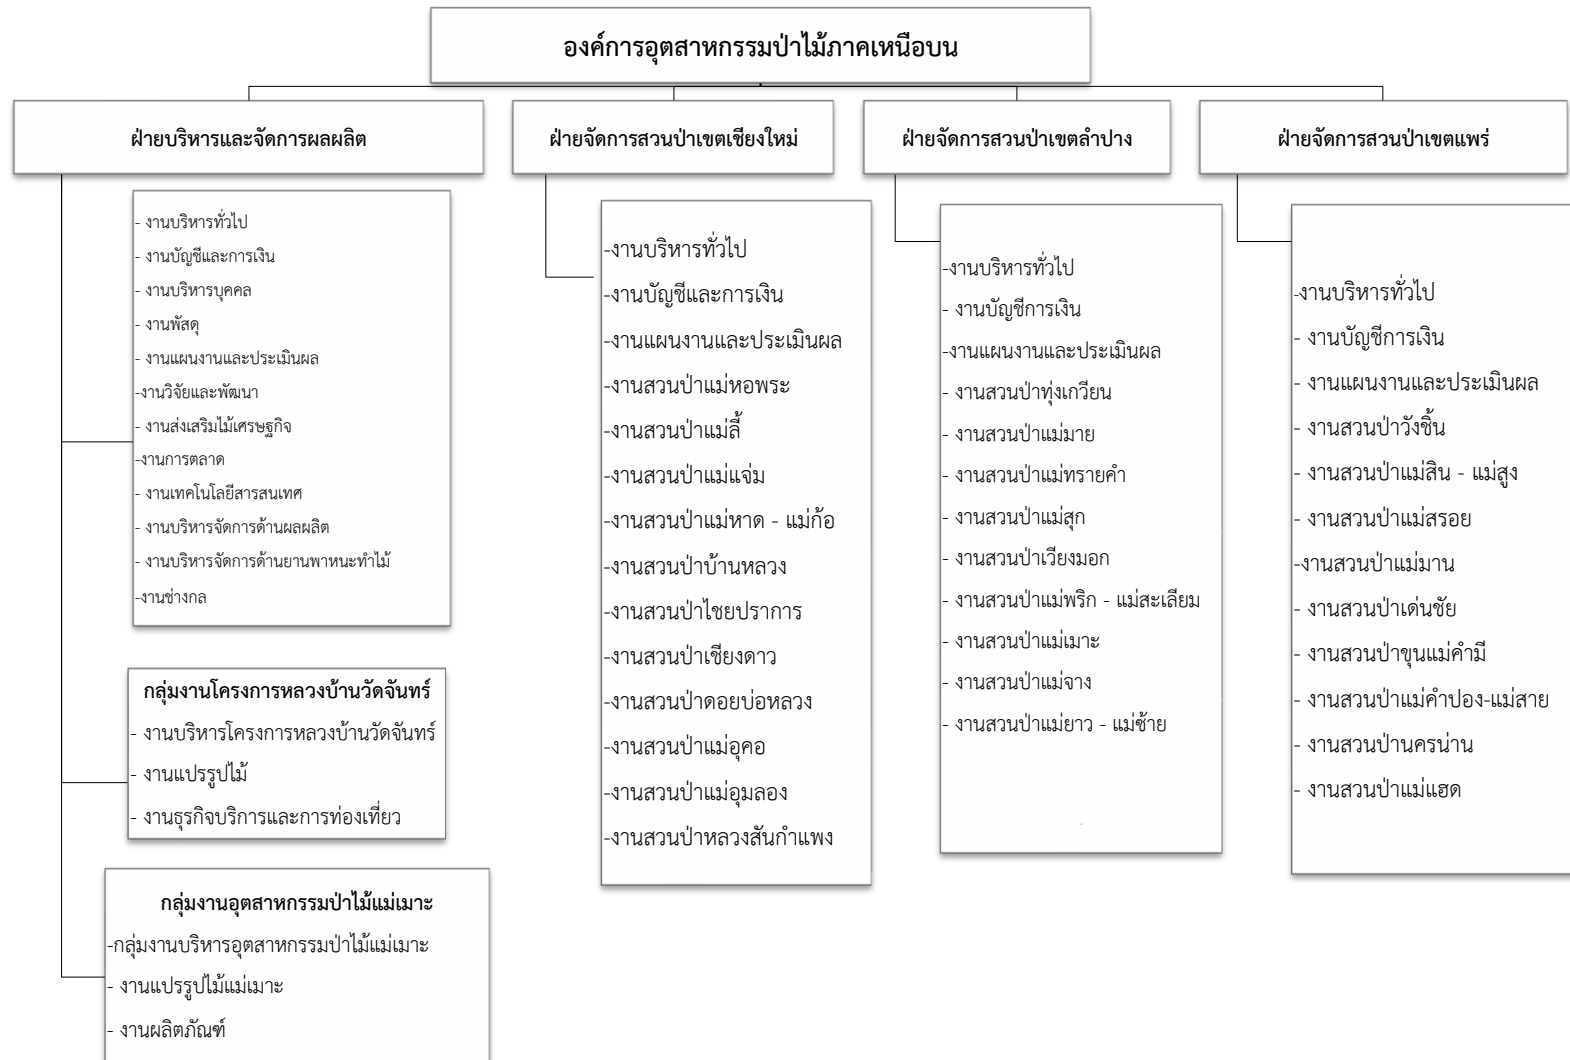 องค์การอุตสาหกรรมป่าไม้ภาคเหนือบน
ฝ่ายบริหารและจัดการผลผลิต
- งานบริหารทั่วไป
- งานบัญชีและการเงิน
- งานบริหารบุคคล
- งานพัสดุ
- งานแผนงานและประเมินผล
-งานวิจัยและพัฒนา
- งานส่งเสริมไม้เศรษฐกิจ
-งานการตลาด
- งานเทคโนโลยีสารสนเทศ
- งานบริหารจัดการด้านผลผลิต
- งานบริหารจัดการด้านยานพาหนะทำไม้
-งานช่างกล
กลุ่มงานโครงการหลวงบ้านวัดจันทร์
- งานบริหารโครงการหลวงบ้านวัดจันทร์
- งานแปรรูปไม้
- งานธุรกิจบริการและการท่องเที่ยว
กลุ่มงานอุตสาหกรรมป่าไม้แม่เมาะ
-กลุ่มงานบริหารอุตสาหกรรมป่าไม้แม่เมาะ
- งานแปรรูปไม้แม่เมาะ
- งานผลิตภัณฑ์
ฝ่ายจัดการสวนป่าเขตเชียงใหม่
-งานบริหารทั่วไป
-งานบัญชีและการเงิน
-งานแผนงานและประเมินผล
-งานสวนป่าแม่หอพระ
-งานสวนป่าแม่ลี้
-งานสวนป่าแม่แจ่ม
-งานสวนป่าแม่หาด - แม่ก้อ
-งานสวนป่าบ้านหลวง
-งานสวนป่าไชยปราการ
-งานสวนป่าเชียงดาว
-งานสวนป่าดอยบ่อหลวง
-งานสวนป่าแม่อุคอ
-งานสวนป่าแม่อุมลอง
-งานสวนป่าหลวงสันกำแพง
ฝ่ายจัดการสวนป่าเขตลำปาง
-งานบริหารทั่วไป
- งานบัญชีการเงิน
-งานแผนงานและประเมินผล
- งานสวนป่าทุ่งเกวียน
- งานสวนป่าแม่มาย
- งานสวนป่าแม่ทรายคำ
- งานสวนป่าแม่สุก
- งานสวนป่าเวียงมอก
- งานสวนป่าแม่พริก - แม่สะเลียม
- งานสวนป่าแม่เมาะ
- งานสวนป่าแม่จาง
- งานสวนป่าแม่ยาว - แม่ซ้าย
ฝ่ายจัดการสวนป่าเขตแพร่
-งานบริหารทั่วไป
- งานบัญชีการเงิน
- งานแผนงานและประเมินผล
- งานสวนป่าวังชิ้น
- งานสวนป่าแม่สิน - แม่สูง
- งานสวนป่าแม่สรอย
-งานสวนป่าแม่มาน
- งานสวนป่าเด่นชัย
- งานสวนป่าขุนแม่คำมี
- งานสวนป่าแม่คำปอง-แม่สาย
- งานสวนป่านครน่าน
- งานสวนป่าแม่แฮด